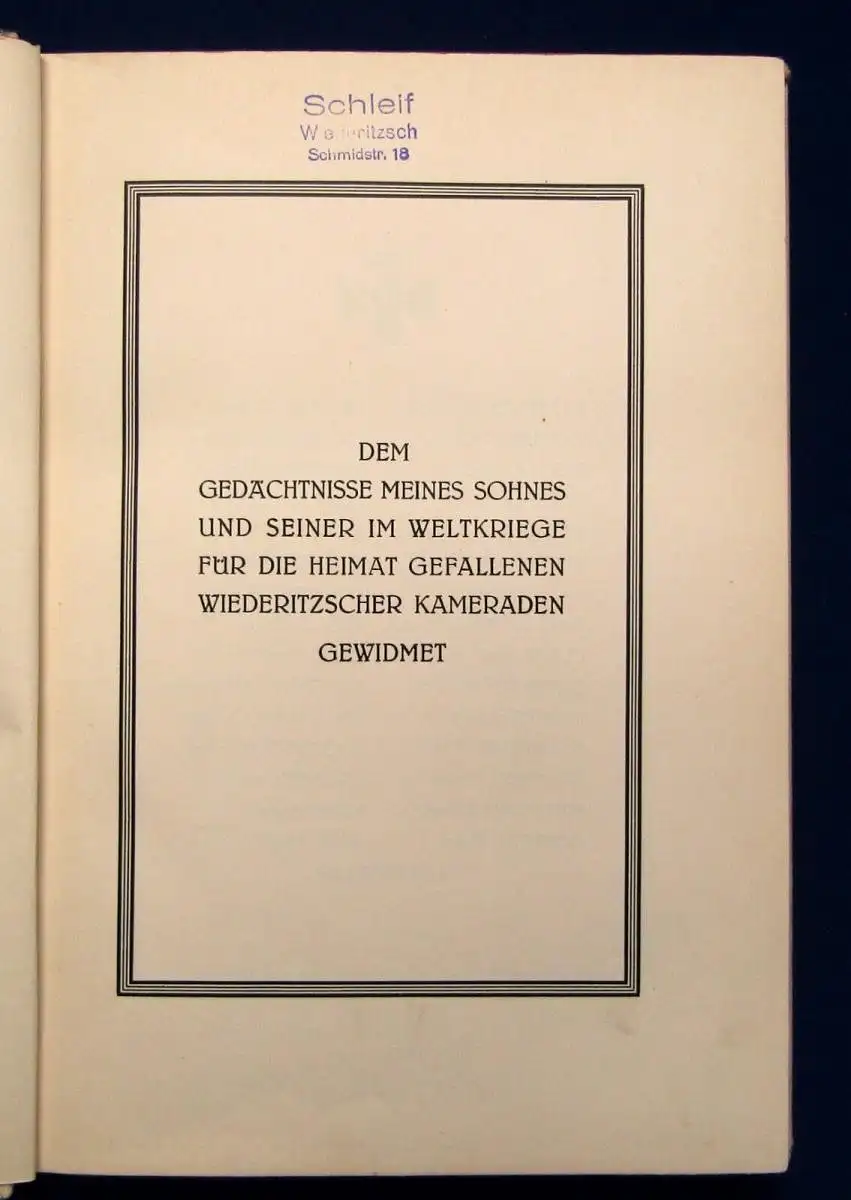 Schleif
Schmidstr. 18
DEM
GEDÄCHTNISSE MEINES SOHNES
UND SEINER IM WELTKRIEGE
FÜR DIE HEIMAT GEFALLENEN
WIEDERITZSCHER KAMERADEN
GEWIDMET